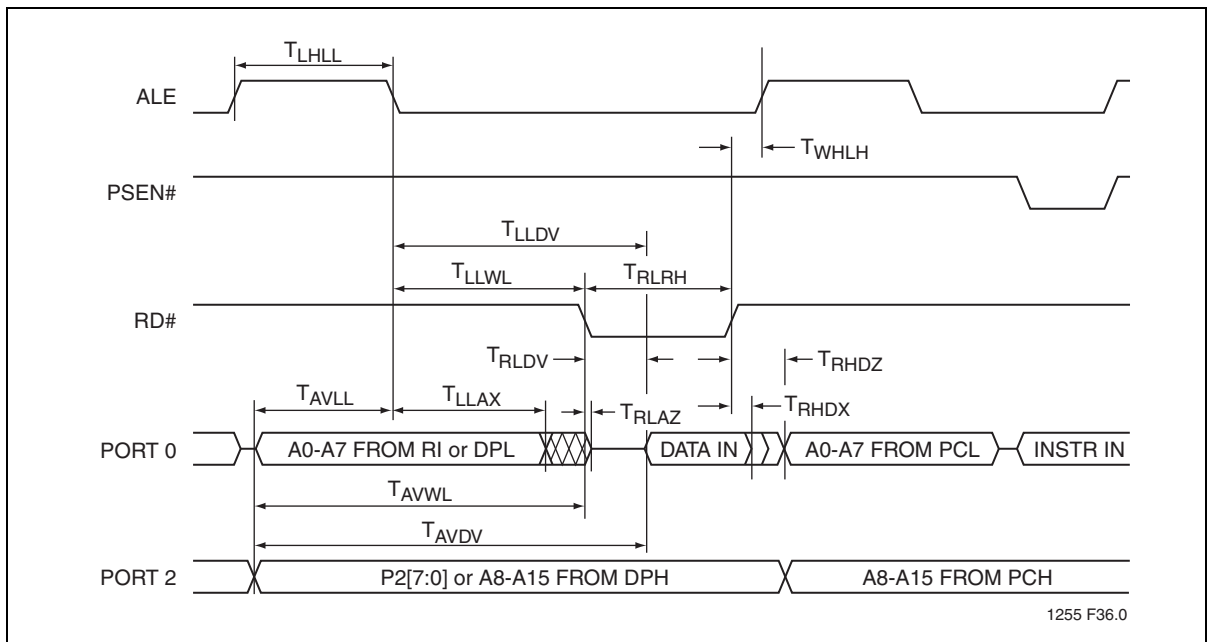 TLHLL
ALE
TWHLH
PSEN#
TLLDV
TLLWL
TRLRH
RD#
TRLDV
TRHDZ
TAVLL
TLLAX
TRLAZ
TRHDX
PORT 0
A0-A7 FROM RI or DPL
DATA IN
A0-A7 FROM PCL
INSTR IN
TAVWL
TAVDV
PORT 2
P2[7:0] or A8-A15 FROM DPH
A8-A15 FROM PCH
1255 F36.0